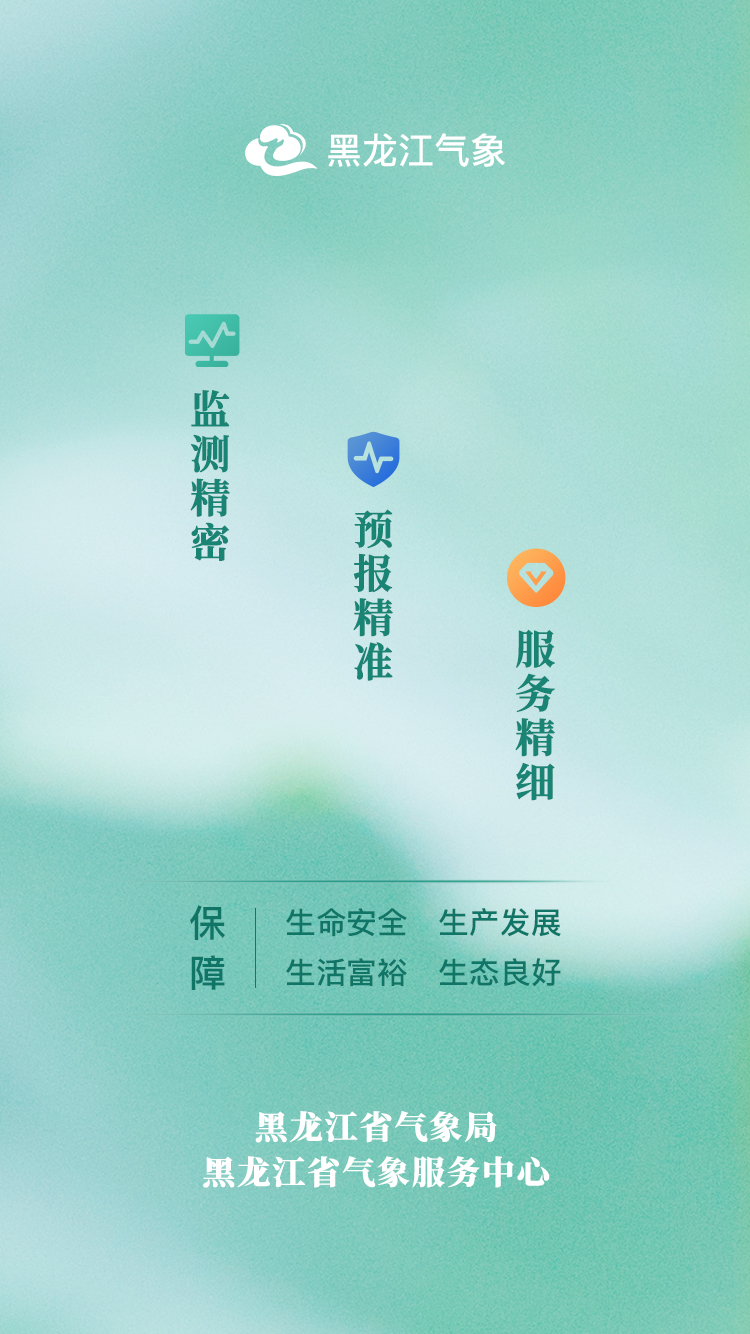 黑龙江气象
监测精密
预报精准
服务精细
保障
生命安全 生产发展
生活富裕 生态良好
黑龙江省气象局
黑龙江省气象服务中心